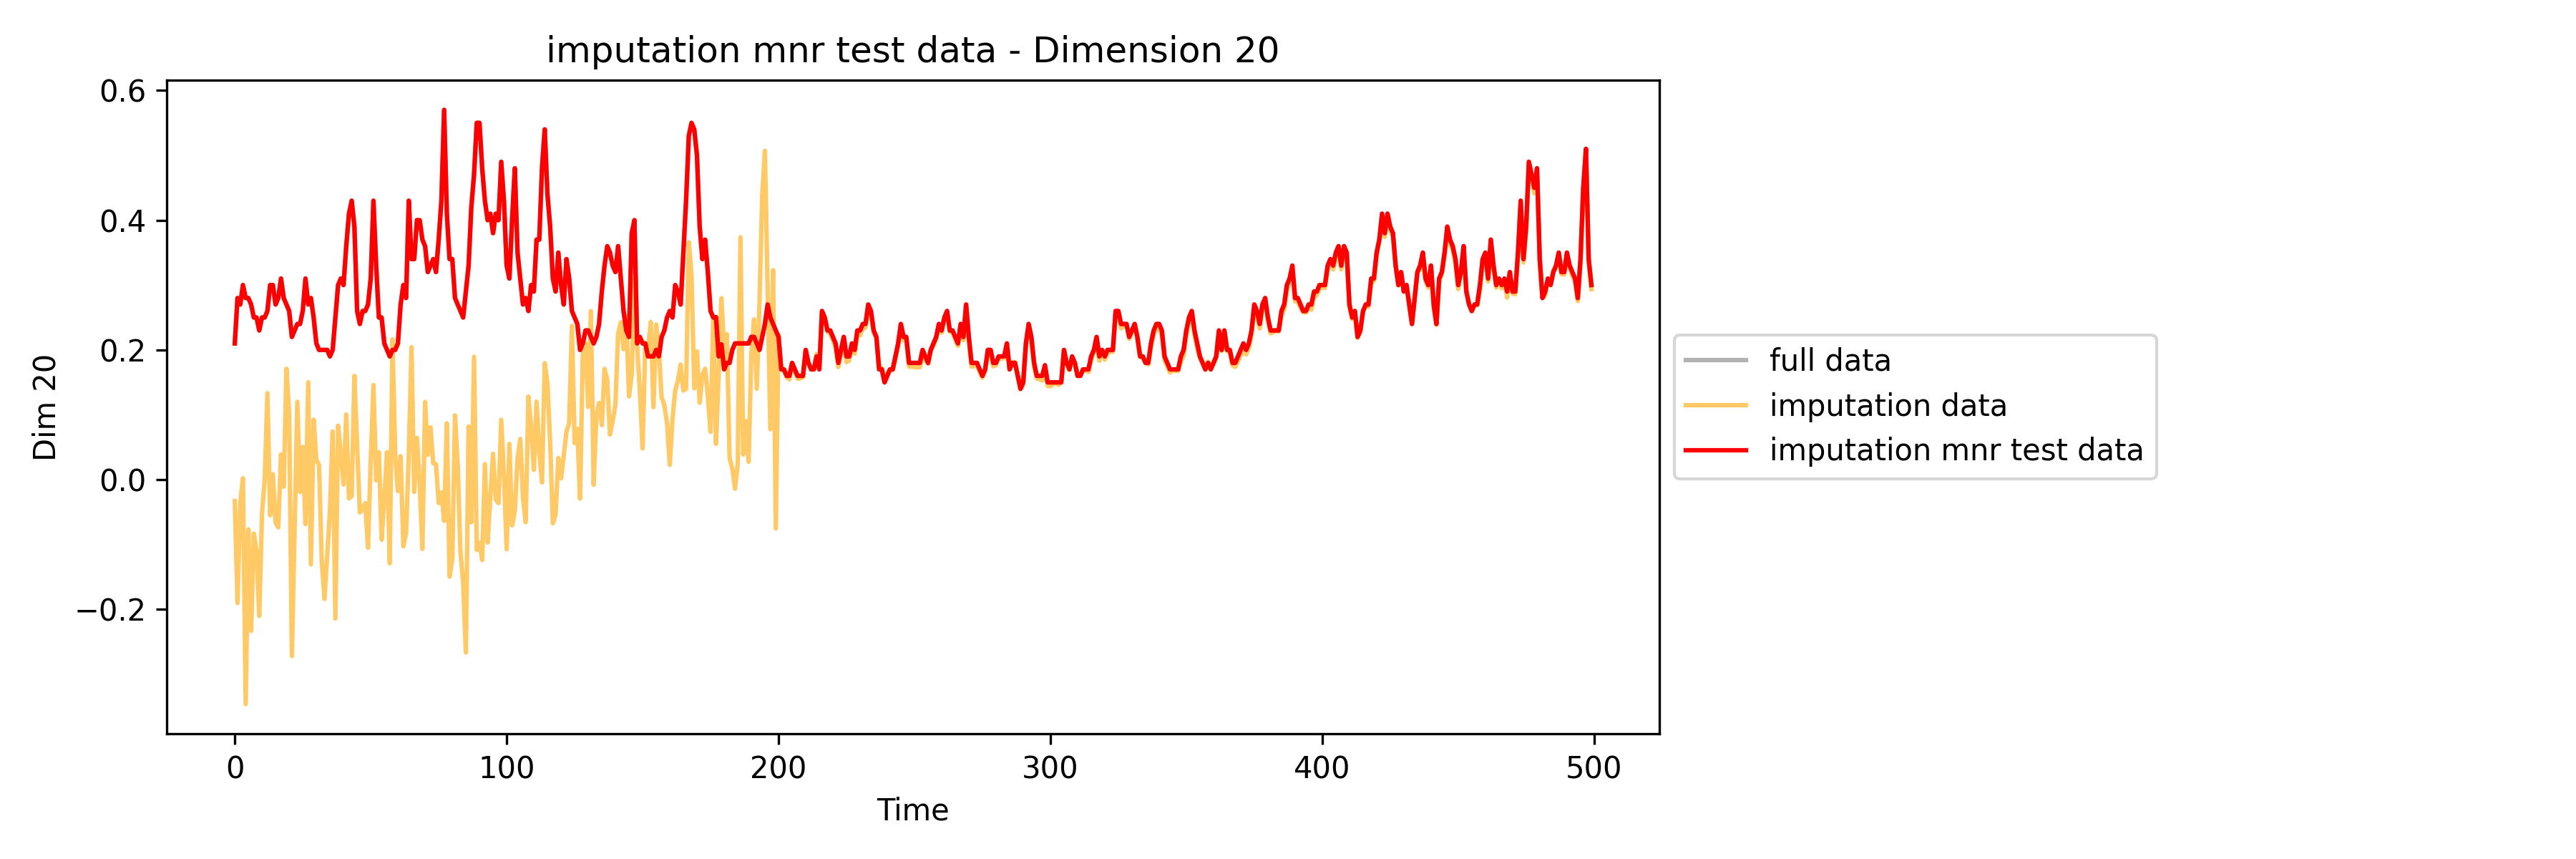 imputation mnr test data - Dimension 20
0.6
0.4
0.2
0.0
−0.2
Dim 20
0 100 200 300 400 500
Time
full data
imputation data
imputation mnr test data